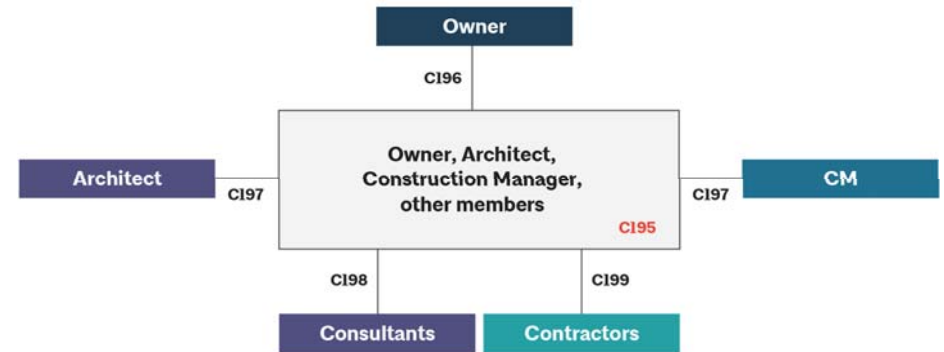 Owner
C196
Owner, Architect,
Construction Manager,
other members
C195
Architect
C197
C197
CM
C198
C199
Consultants
Contractors